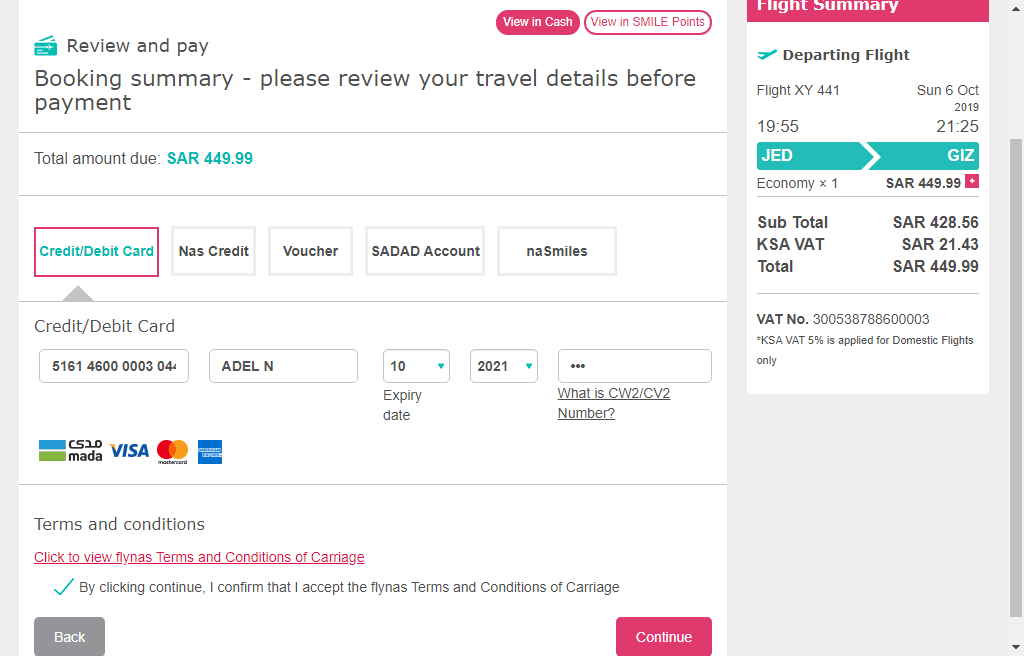 View in Cash
View in SMILE Points
Review and pay
Booking summary - please review your travel details before
payment
Total amount due: SAR 449.99
Credit/Debit Card
Nas Credit
Voucher
SADAD Account
naSmiles
Credit/Debit Card
5161 4600 0003 044
ADEL N
10
2021
•••
Expiry
date
What is CW2/CV2
Number?
مدى
mada
VISA
mastercard
AMERICAN
EXPRESS
Terms and conditions
Click to view flynas Terms and Conditions of Carriage
By clicking continue, I confirm that I accept the flynas Terms and Conditions of Carriage
Back
Continue
Flight Summary
Departing Flight
Flight XY 441
Sun 6 Oct
2019
19:55
21:25
JED
GIZ
Economy × 1
SAR 449.99 +
Sub Total
SAR 428.56
KSA VAT
SAR 21.43
Total
SAR 449.99
VAT No. 300538788600003
*KSA VAT 5% is applied for Domestic Flights
only